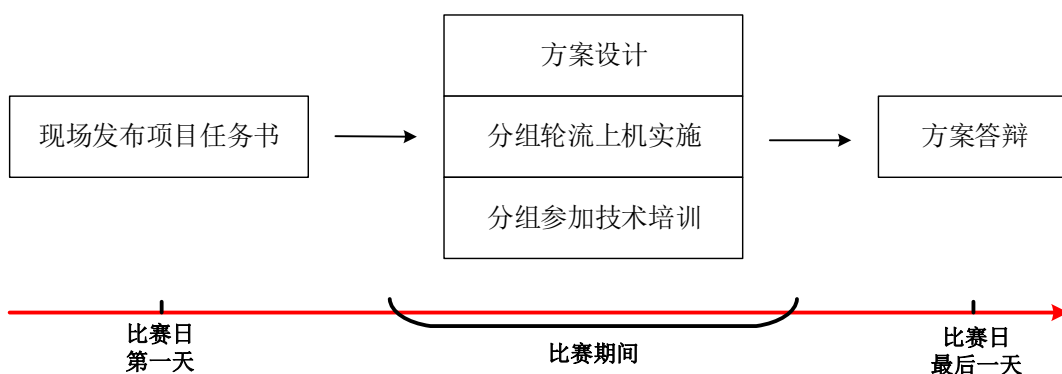 方案设计
现场发布项目任务书
分组轮流上机实施
方案答辩
分组参加技术培训
比赛日
第一天
比赛期间
比赛日
最后一天